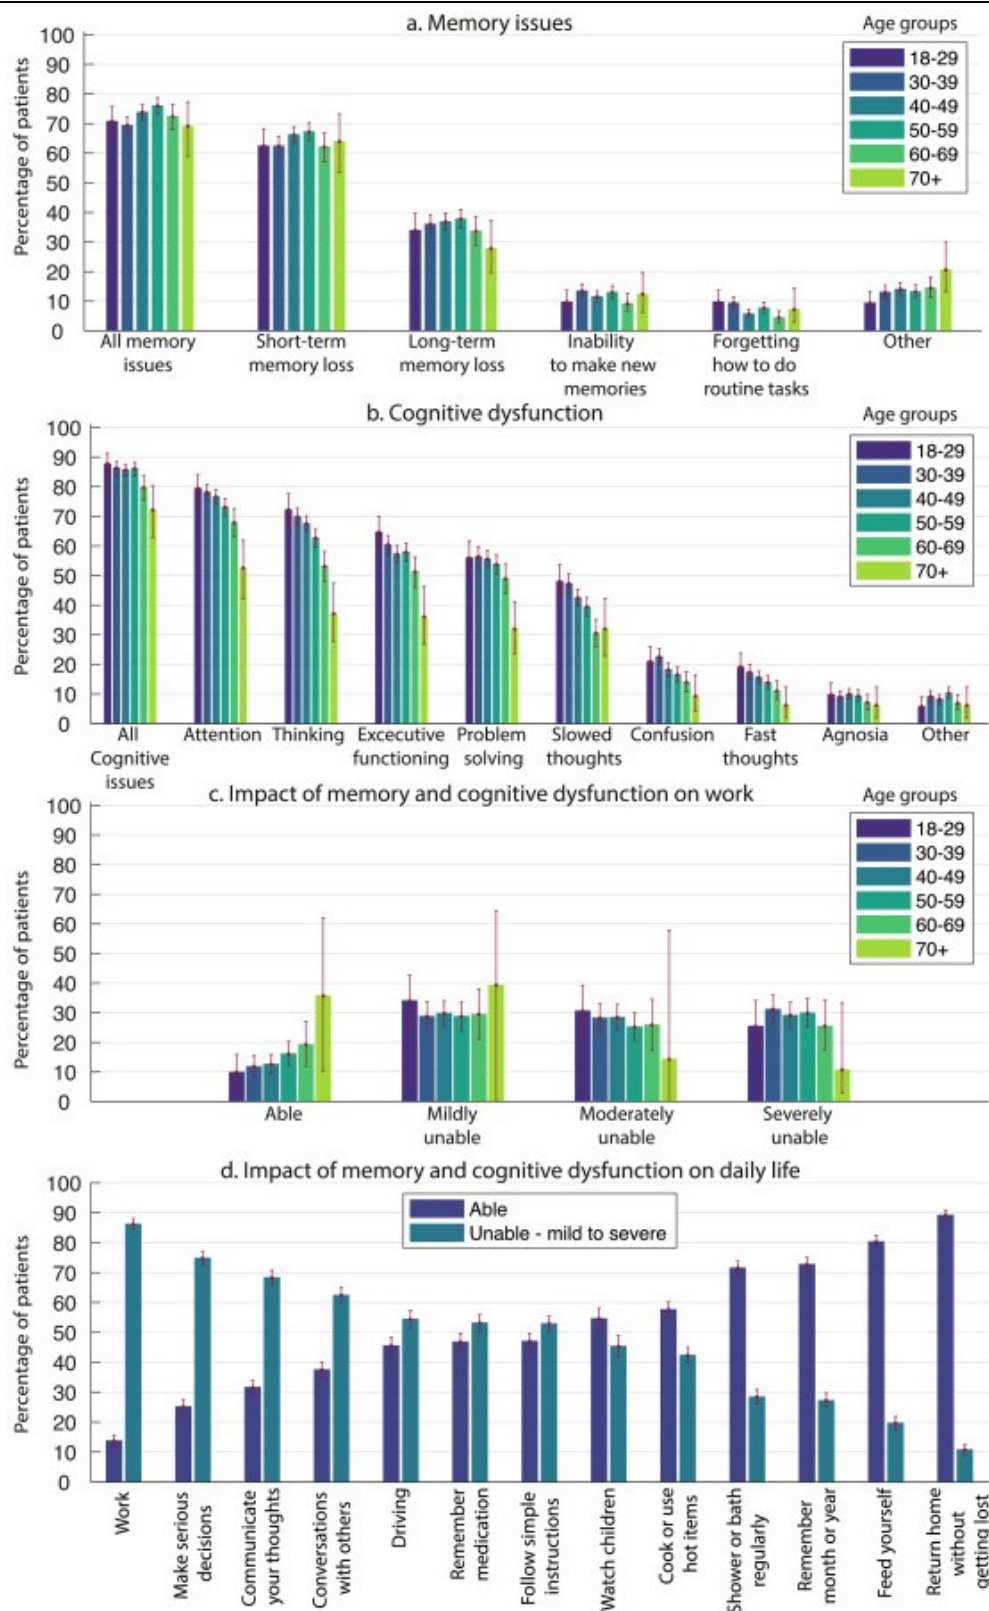 a. Memory issues
Age groups
18-29
30-39
40-49
50-59
60-69
70+
Percentage of patients
100
90
80
70
60
50
40
30
20
10
0
All memory
issues
Short-term
memory loss
Long-term
memory loss
Inability
to make new
memories
Forgetting
how to do
routine tasks
Other
b. Cognitive dysfunction
Age groups
18-29
30-39
40-49
50-59
60-69
70+
Percentage of patients
100
90
80
70
60
50
40
30
20
10
0
All
Cognitive
issues
Attention
Thinking
Excecutive
functioning
Problem
solving
Slowed
thoughts
Confusion
Fast
thoughts
Agnosia
Other
c. Impact of memory and cognitive dysfunction on work
Age groups
18-29
30-39
40-49
50-59
60-69
70+
Percentage of patients
100
90
80
70
60
50
40
30
20
10
0
Able
Mildly
unable
Moderately
unable
Severely
unable
d. Impact of memory and cognitive dysfunction on daily life
Able
Unable - mild to severe
Percentage of patients
100
90
80
70
60
50
40
30
20
10
0
Work
Make serious
decisions
Communicate
your thoughts
Conversations
with others
Driving
Remember
medication
Follow simple
instructions
Watch children
Cook or use
hot items
Shower or bath
regularly
Remember
month or year
Feed yourself
Return home
without
getting lost